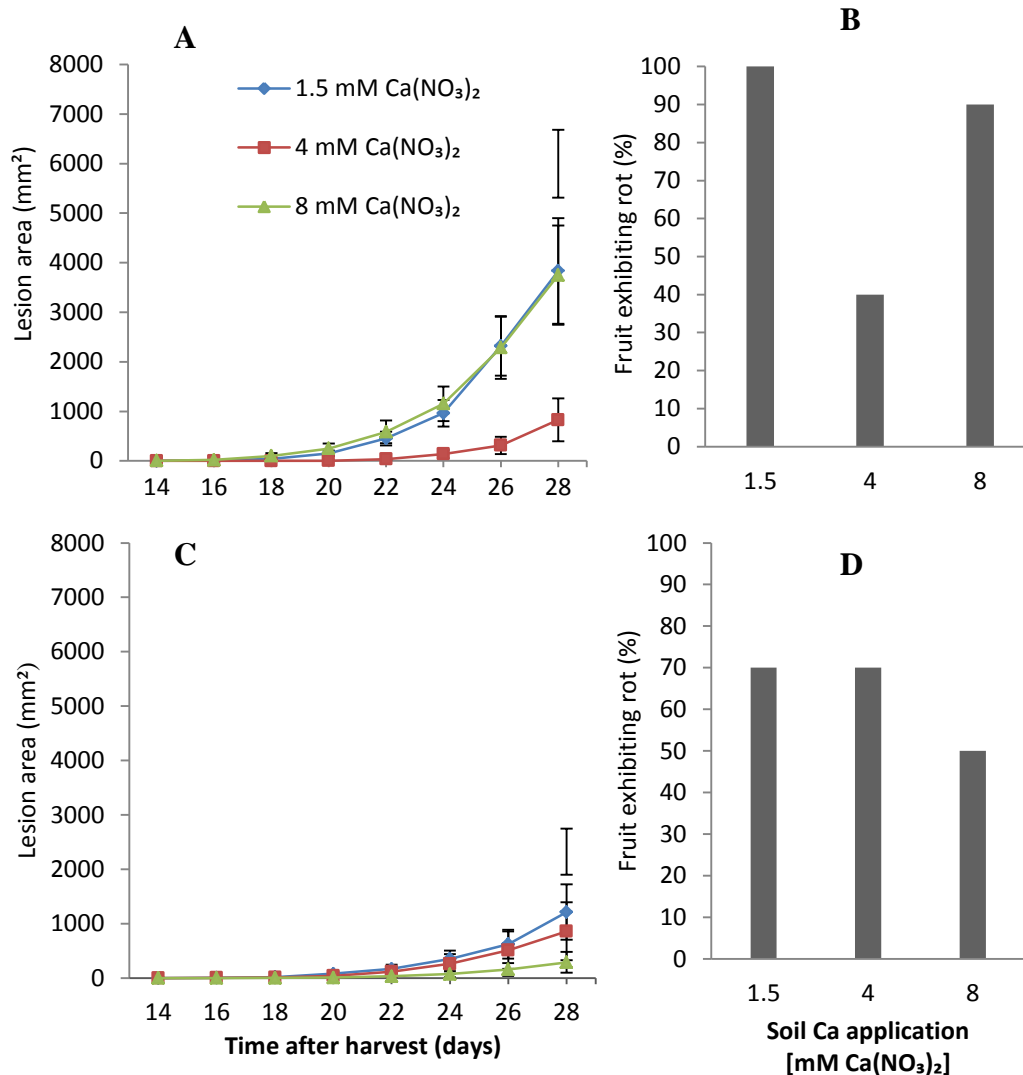 A
8000
7000
6000
5000
4000
3000
2000
1000
0
Lesion area (mm²)
1.5 mM Ca(NO₃)₂
4 mM Ca(NO₃)₂
8 mM Ca(NO₃)₂
14 16 18 20 22 24 26 28
B
100
90
80
70
60
50
40
30
20
10
0
Fruit exhibiting rot (%)
1.5 4 8
C
8000
7000
6000
5000
4000
3000
2000
1000
0
Lesion area (mm²)
14 16 18 20 22 24 26 28
Time after harvest (days)
D
100
90
80
70
60
50
40
30
20
10
0
Fruit exhibiting rot (%)
1.5 4 8
Soil Ca application
[mM Ca(NO₃)₂]